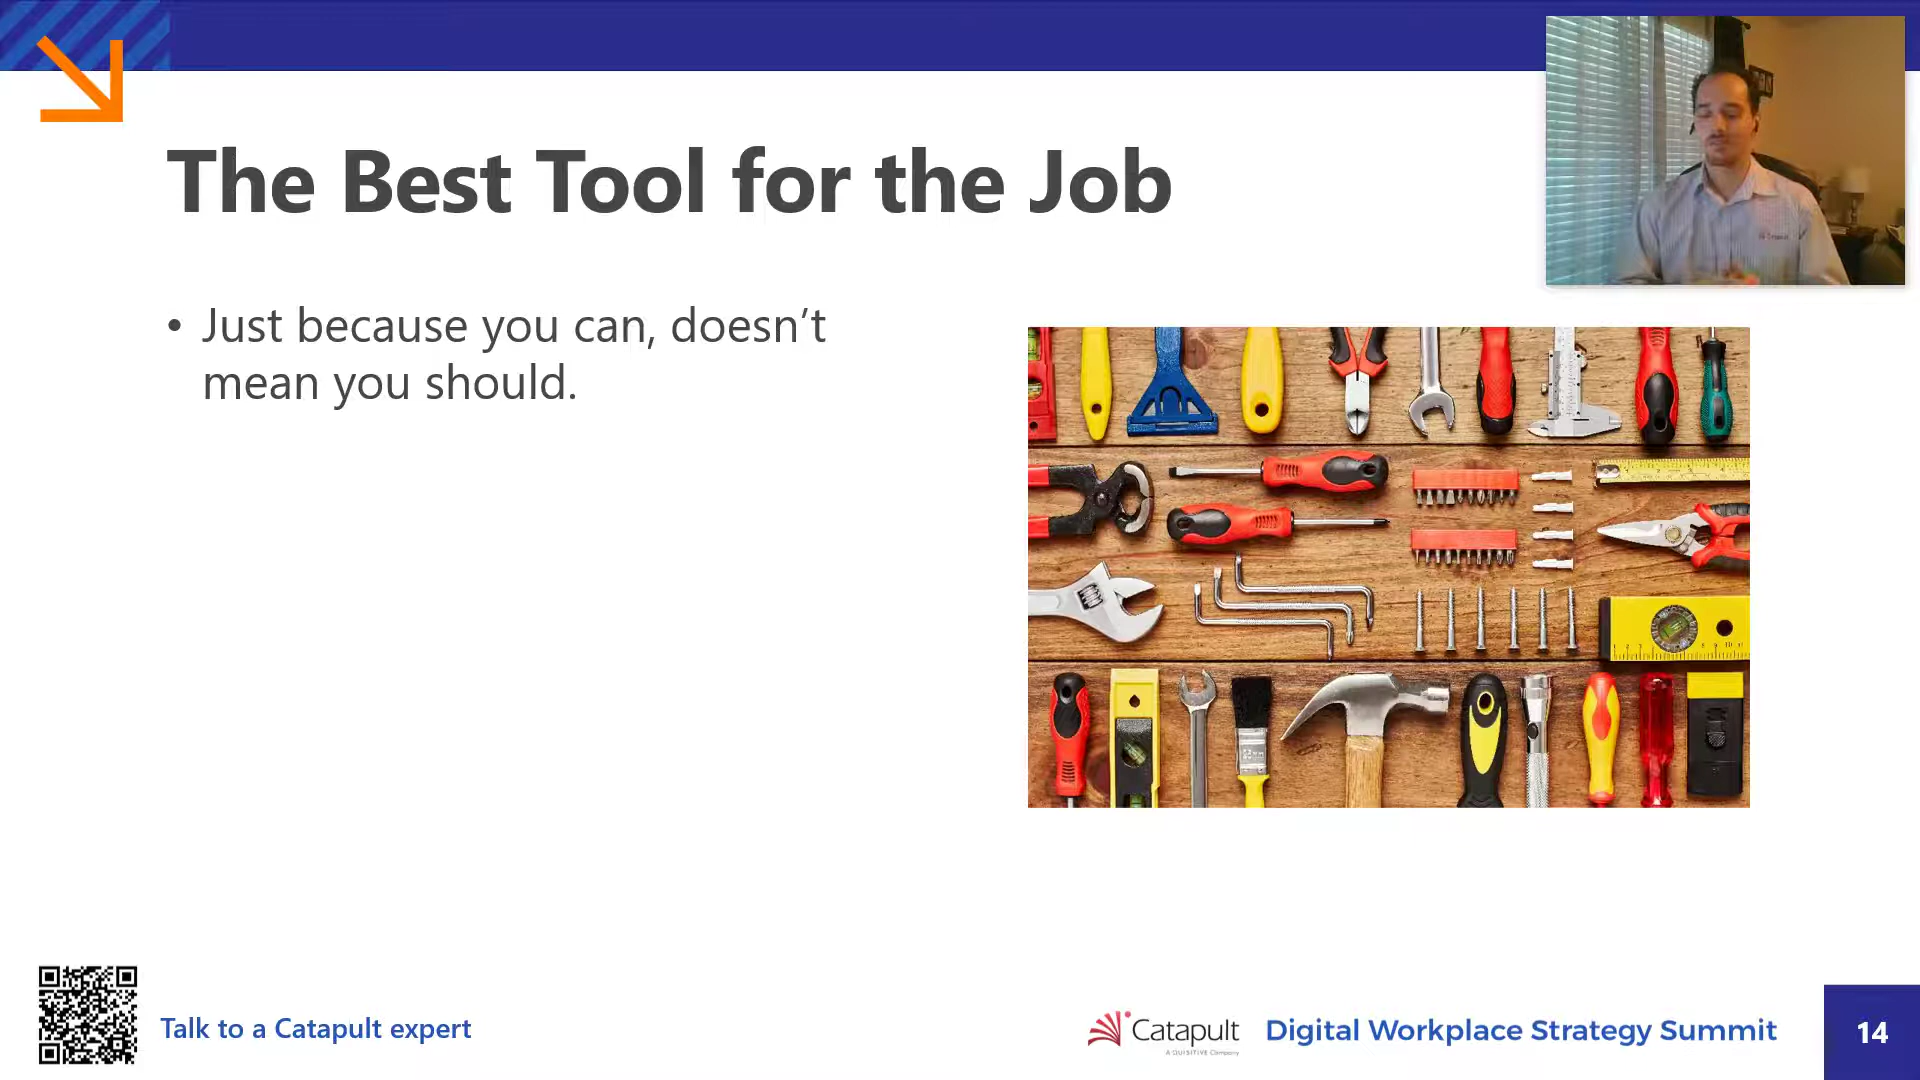 The Best Tool for the Job
• Just because you can, doesn’t
mean you should.
Talk to a Catapult expert
Catapult
A QUISITIVE Company
Digital Workplace Strategy Summit
14